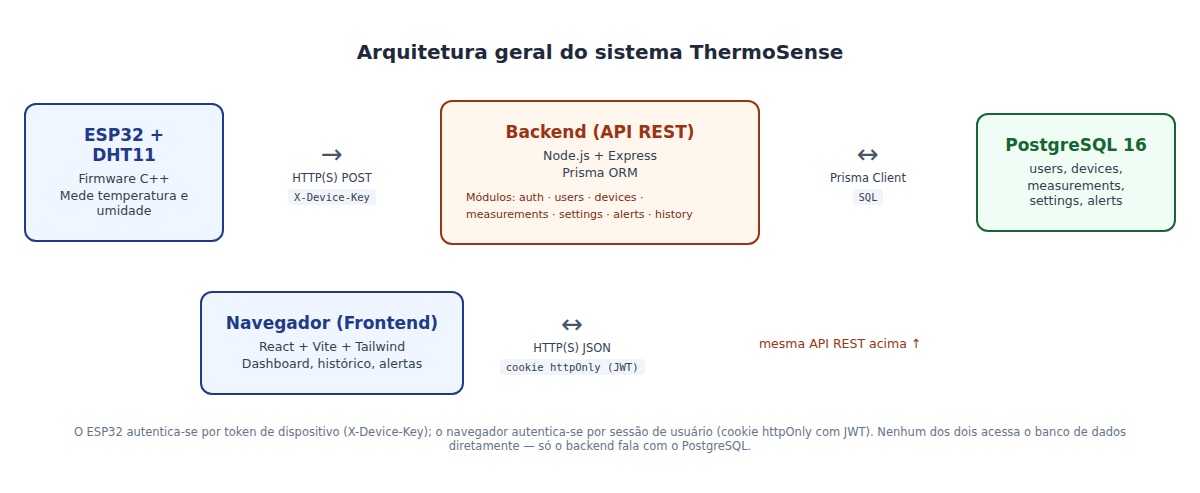 Arquitetura geral do sistema ThermoSense
ESP32 +
DHT11
Firmware C++
Mede temperatura e
umidade
→
HTTP(S) POST
X-Device-Key
Backend (API REST)
Node.js + Express
Prisma ORM
Módulos: auth · users · devices ·
measurements · settings · alerts · history
↔
Prisma Client
SQL
PostgreSQL 16
users, devices,
measurements,
settings, alerts
Navegador (Frontend)
React + Vite + Tailwind
Dashboard, histórico, alertas
↔
HTTP(S) JSON
cookie httpOnly (JWT)
mesma API REST acima ↑
O ESP32 autentica-se por token de dispositivo (X-Device-Key); o navegador autentica-se por sessão de usuário (cookie httpOnly com JWT). Nenhum dos dois acessa o banco de dados
diretamente — só o backend fala com o PostgreSQL.